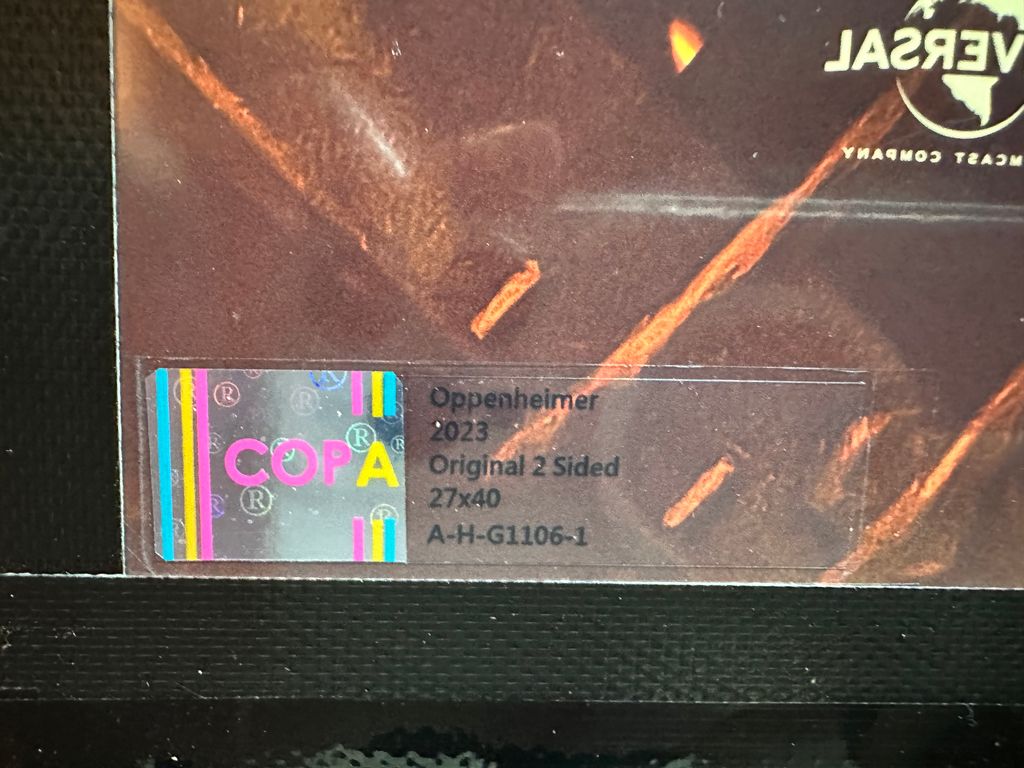 VERSAL
MCAST COMPANY
COPA
Oppenheimer
2023
Original 2 Sided
27x40
A-H-G1106-1